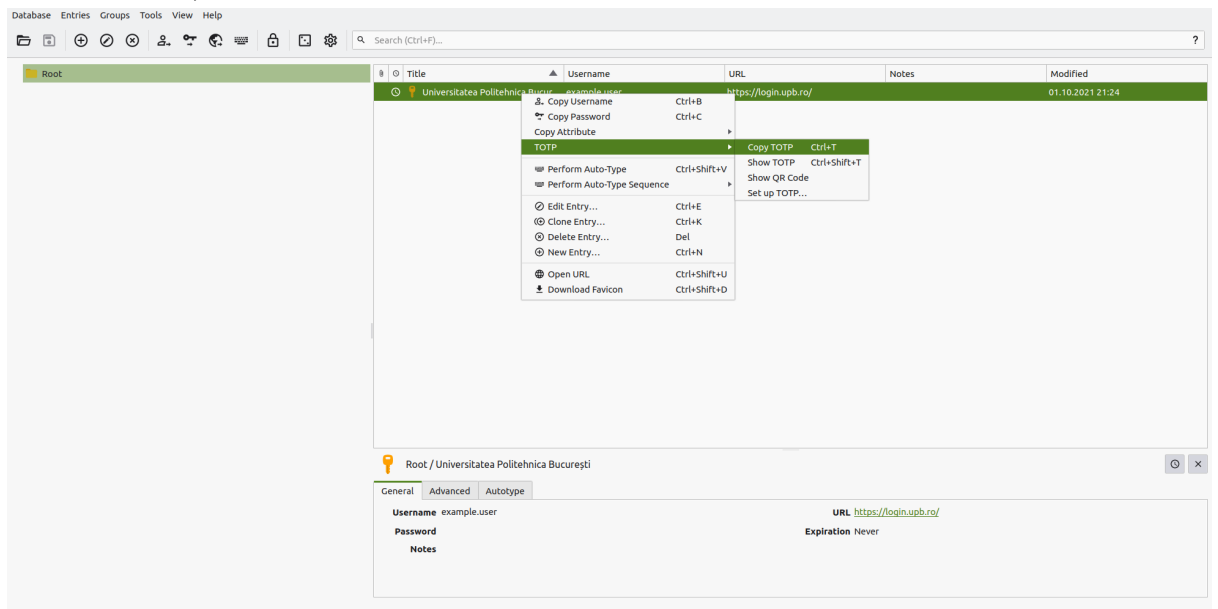 Database Entries Groups Tools View Help
Search (Ctrl+F)... ?
Root
Title Username URL Notes Modified
Universitatea Politehnica Bucur... example.user https://login.upb.ro/ 01.10.2021 21:24
Copy Username Ctrl+B
Copy Password Ctrl+C
Copy Attribute
TOTP
Perform Auto-Type Ctrl+Shift+V
Perform Auto-Type Sequence
Edit Entry... Ctrl+E
Clone Entry... Ctrl+K
Delete Entry... Del
New Entry... Ctrl+N
Open URL Ctrl+Shift+U
Download Favicon Ctrl+Shift+D
Copy TOTP Ctrl+T
Show TOTP Ctrl+Shift+T
Show QR Code
Set up TOTP...
Root / Universitatea Politehnica București
General Advanced Autotype
Username example.user URL https://login.upb.ro/
Password Expiration Never
Notes